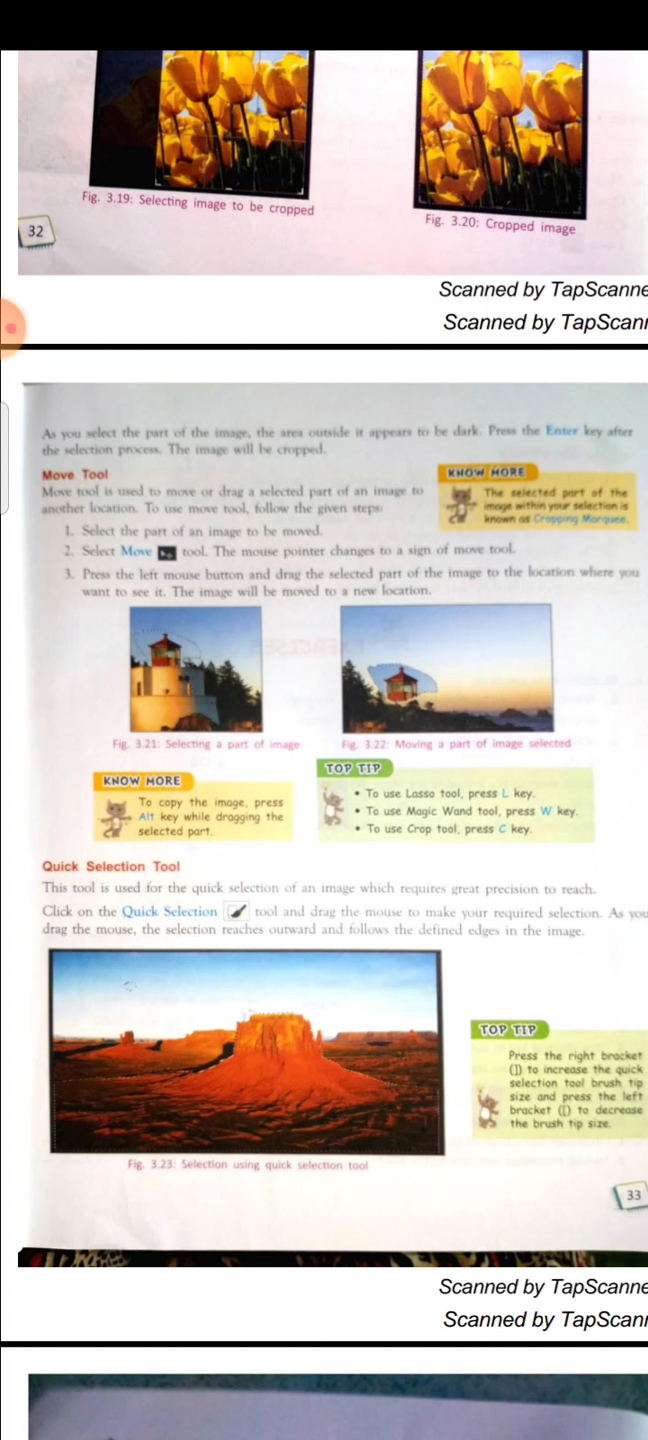 Fig. 3.19: Selecting image to be cropped
Fig. 3.20: Cropped image
32
Scanned by TapScanne
Scanned by TapScanr
As you select the part of the image, the area outside it appears to be dark. Press the Enter key after
the selection process. The image will be cropped.
Move Tool
Move tool is used to move or drag a selected part of an image to
another location. To use move tool, follow the given steps:
KNOW MORE
The selected part of the
image within your selection is
known as Cropping Marquee.
1. Select the part of an image to be moved.
2. Select Move tool. The mouse pointer changes to a sign of move tool.
3. Press the left mouse button and drag the selected part of the image to the location where you
want to see it. The image will be moved to a new location.
Fig. 3.21: Selecting a part of image
Fig. 3.22: Moving a part of image selected
KNOW MORE
To copy the image, press
Alt key while dragging the
selected part.
TOP TIP
• To use Lasso tool, press L key.
• To use Magic Wand tool, press W key.
• To use Crop tool, press C key.
Quick Selection Tool
This tool is used for the quick selection of an image which requires great precision to reach.
Click on the Quick Selection tool and drag the mouse to make your required selection. As you
drag the mouse, the selection reaches outward and follows the defined edges in the image.
TOP TIP
Press the right bracket
(]) to increase the quick
selection tool brush tip
size and press the left
bracket ([) to decrease
the brush tip size.
Fig. 3.23: Selection using quick selection tool
33
Scanned by TapScanne
Scanned by TapScanr